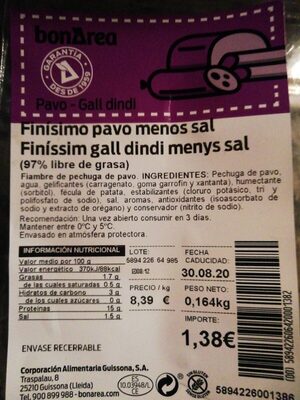 bonÀrea
GARANTIA
DESDE 1959
Pavo - Gall dindi
Finísimo pavo menos sal
Finíssim gall dindi menys sal
(97% libre de grasa)
Fiambre de pechuga de pavo. INGREDIENTES: Pechuga de pavo,
agua, gelificantes (carragenato, goma garrofín y xantana), humectante
(sorbitol), fécula de patata, estabilizantes (cloruro potásico, tri y
polifosfato de sodio), sal, aromas, antioxidantes (isoascorbato de
sodio y extracto de orégano) y conservador (nitrito de sodio).
Recomendación: Una vez abierto consumir en 3 días.
Mantener entre 0ºC y 5ºC.
Envasado en atmósfera protectora.
INFORMACIÓN NUTRICIONAL
Valor medio por 100 g
Valor energético 370kJ/88kcal
Grasas 1.7 g
de las cuales saturadas 0.5 g
Hidratos de carbono 3 g
de los cuales azúcares 0 g
Proteínas 15 g
Sal 1.5 g
LOTE:
5894 226 64 985
FECHA CADUCIDAD:
30.08.20
PRECIO / kg
8,39 €
PESO NETO:
0,164kg
IMPORTE:
1,38€
ENVASE RECERRABLE
Corporación Alimentaria Guissona, S.A.
Traspalau, 8
25210 Guissona (Lleida)
Tel. 900 899 988 - bonarea.com
ES
10.03948/L
CE
5894226001386